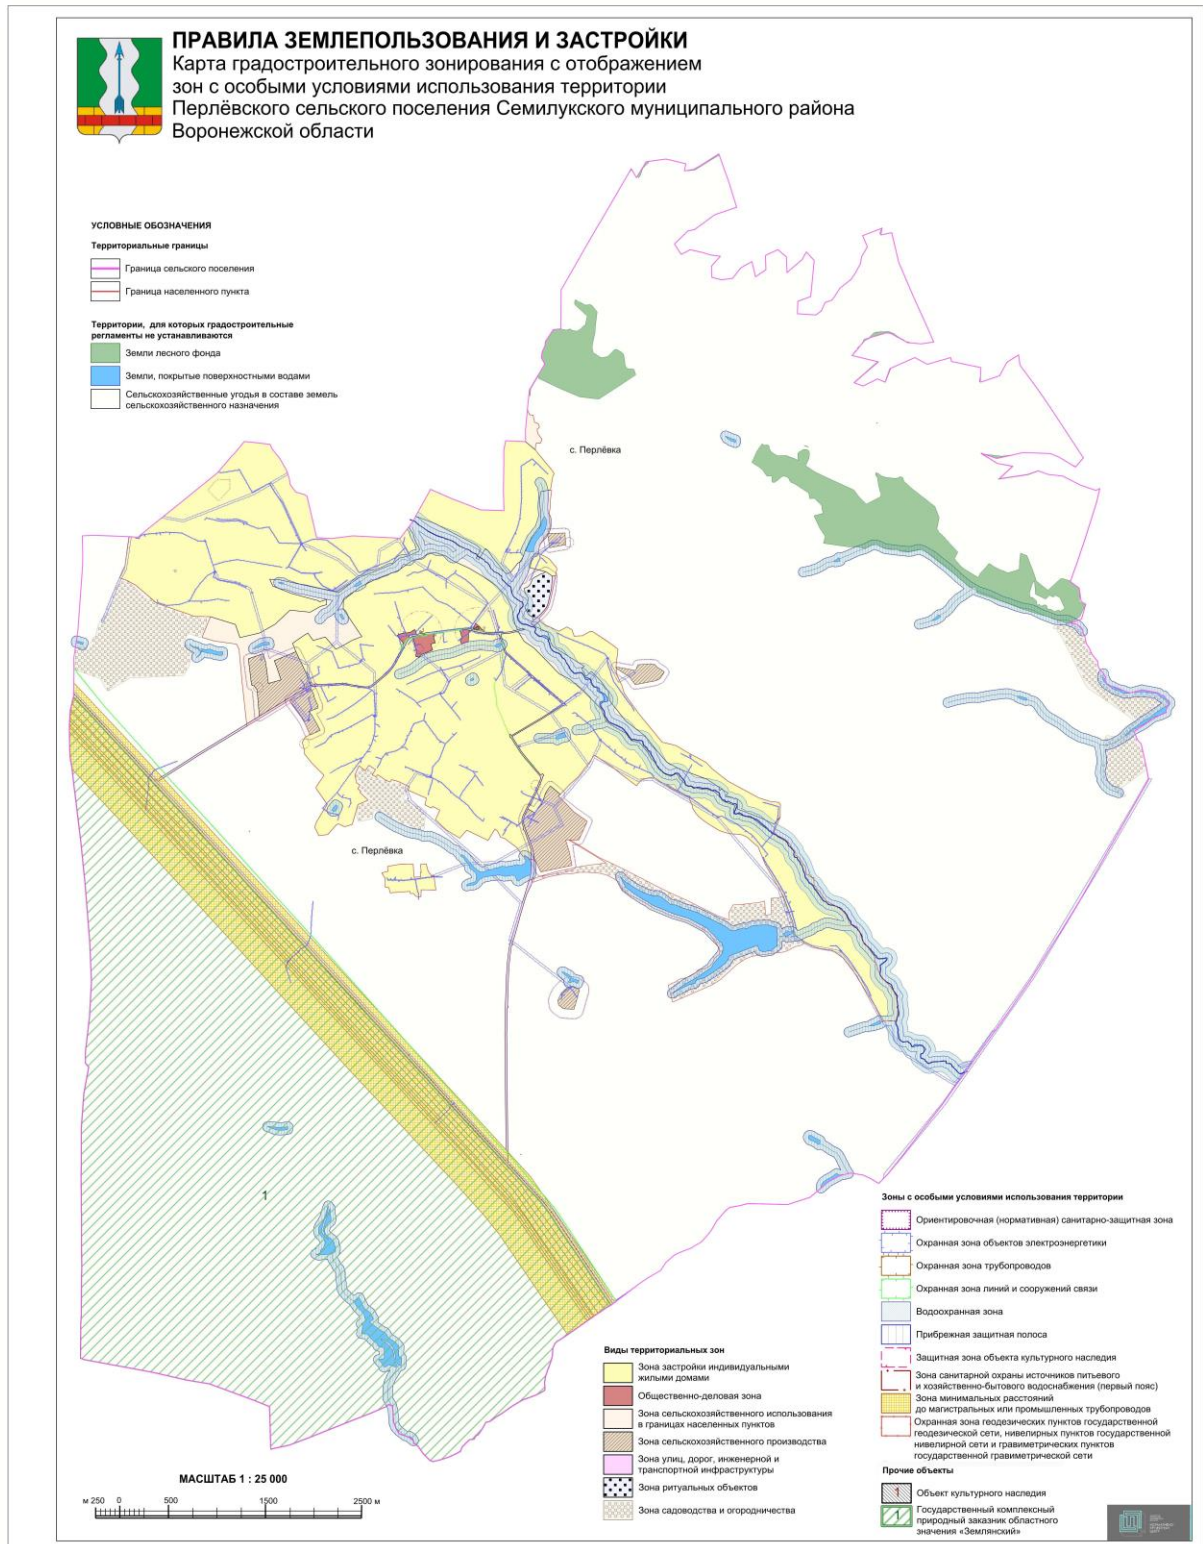 ПРАВИЛА ЗЕМЛЕПОЛЬЗОВАНИЯ И ЗАСТРОЙКИ
Карта градостроительного зонирования с отображением
зон с особыми условиями использования территории
Перлёвского сельского поселения Семилукского муниципального района
Воронежской области
УСЛОВНЫЕ ОБОЗНАЧЕНИЯ
Территориальные границы
Граница сельского поселения
Граница населенного пункта
Территории, для которых градостроительные
регламенты не устанавливаются
Земли лесного фонда
Земли, покрытые поверхностными водами
Сельскохозяйственные угодья в составе земель
сельскохозяйственного назначения
с. Перлёвка
с. Перлёвка
1
Зоны с особыми условиями использования территории
Ориентировочная (нормативная) санитарно-защитная зона
Охранная зона объектов электроэнергетики
Охранная зона трубопроводов
Охранная зона линий и сооружений связи
Водоохранная зона
Прибрежная защитная полоса
Защитная зона объекта культурного наследия
Зона санитарной охраны источников питьевого
и хозяйственно-бытового водоснабжения (первый пояс)
Зона минимальных расстояний
до магистральных или промышленных трубопроводов
Охранная зона геодезических пунктов государственной
геодезической сети, нивелирных пунктов государственной
нивелирной сети и гравиметрических пунктов
государственной гравиметрической сети
Прочие объекты
1 Объект культурного наследия
1 Государственный комплексный
природный заказник областного
значения «Землянский»
Виды территориальных зон
Зона застройки индивидуальными
жилыми домами
Общественно-деловая зона
Зона сельскохозяйственного использования
в границах населенных пунктов
Зона сельскохозяйственного производства
Зона улиц, дорог, инженерной и
транспортной инфраструктуры
Зона ритуальных объектов
Зона садоводства и огородничества
МАСШТАБ 1 : 25 000
м 250 0 500 1500 2500 м